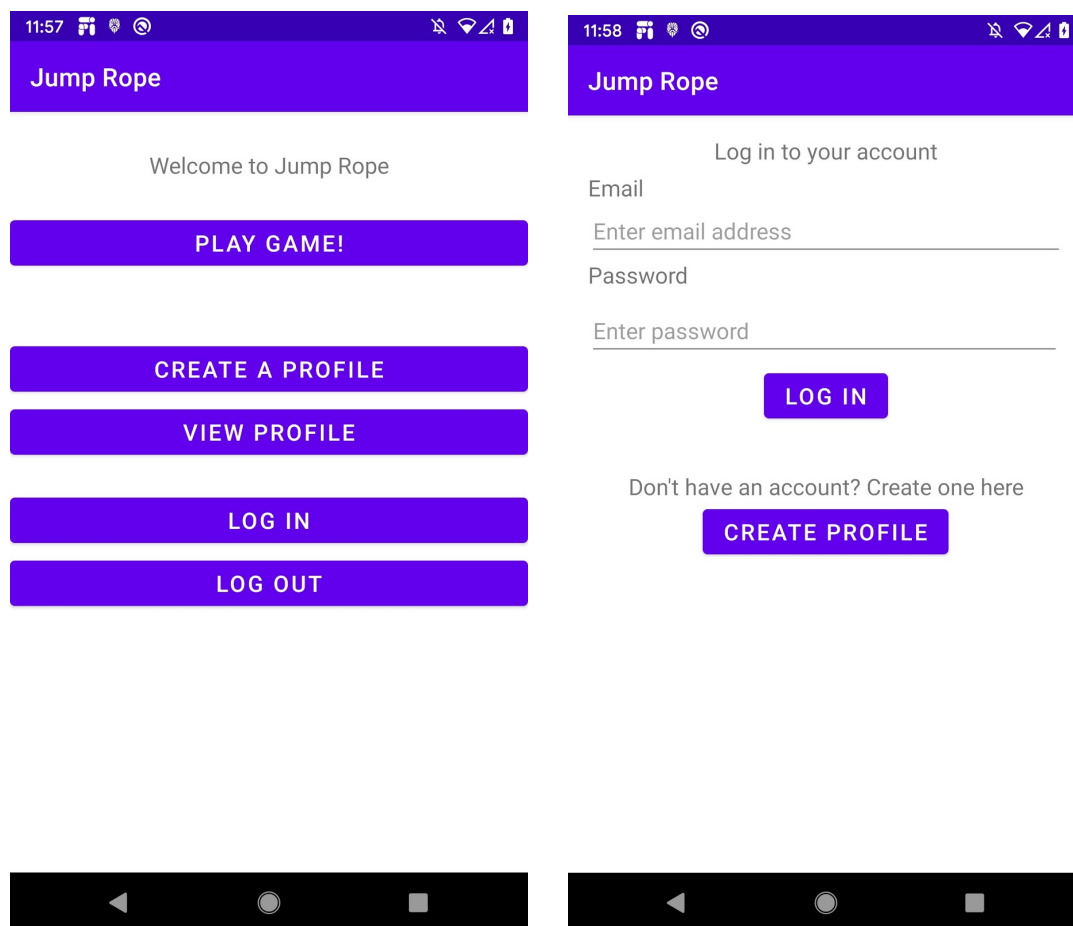 11:57
Jump Rope
Welcome to Jump Rope
PLAY GAME!
CREATE A PROFILE
VIEW PROFILE
LOG IN
LOG OUT
11:58
Jump Rope
Log in to your account
Email
Enter email address
Password
Enter password
LOG IN
Don't have an account? Create one here
CREATE PROFILE